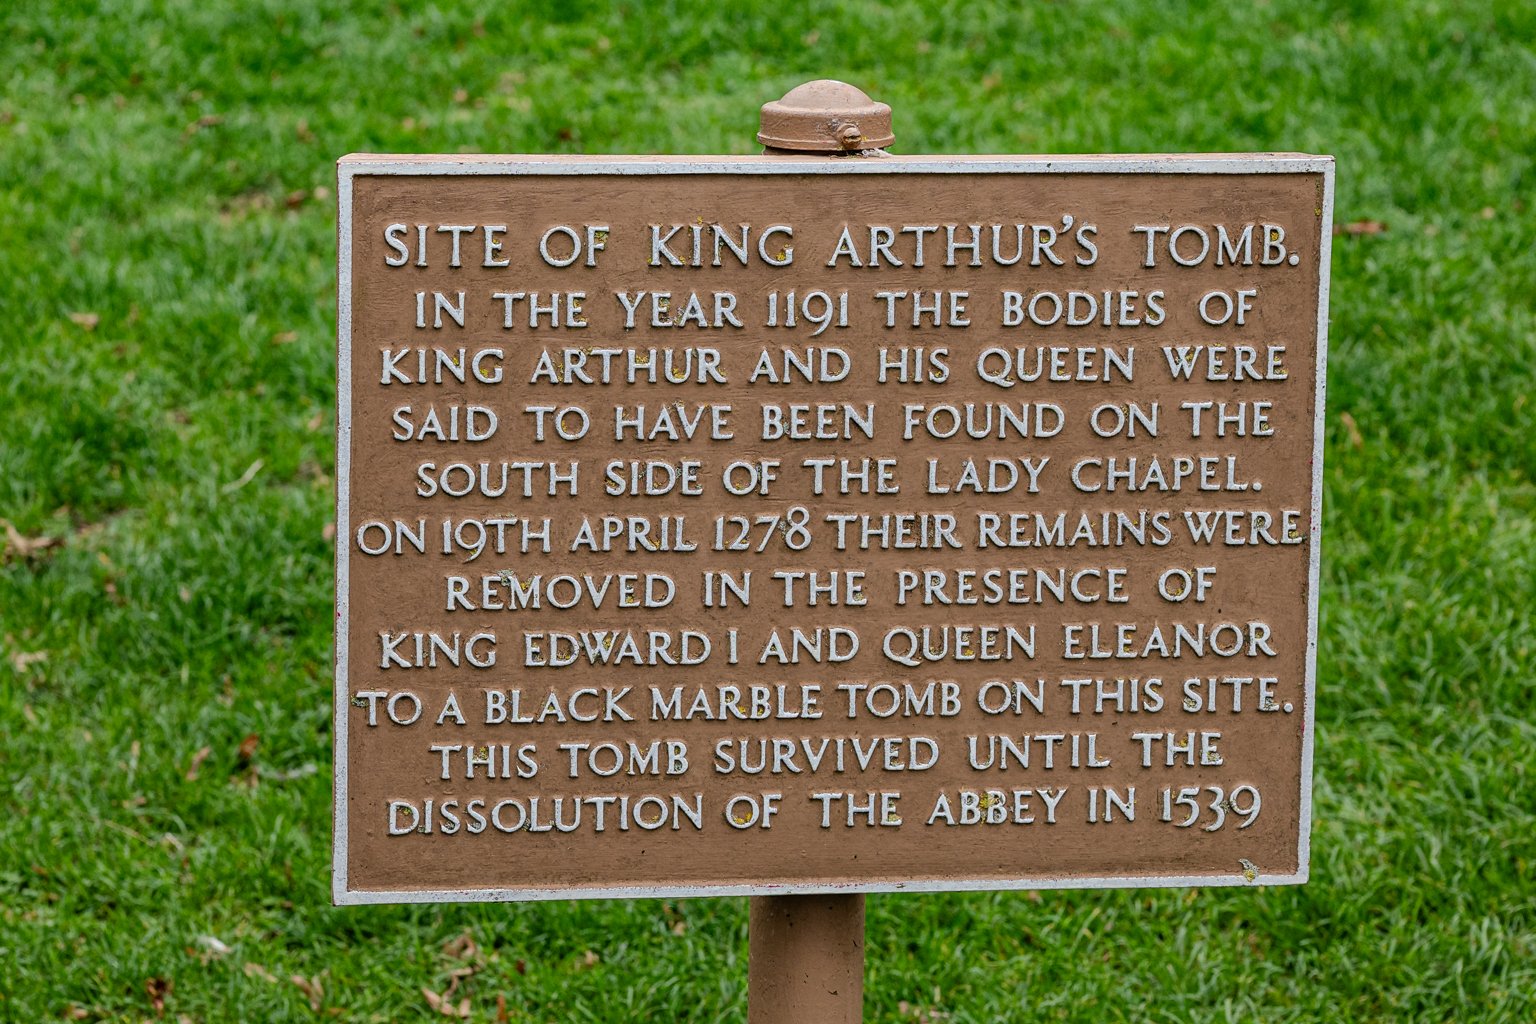 SITE OF KING ARTHUR'S TOMB.
IN THE YEAR 1191 THE BODIES OF
KING ARTHUR AND HIS QUEEN WERE
SAID TO HAVE BEEN FOUND ON THE
SOUTH SIDE OF THE LADY CHAPEL.
ON 19TH APRIL 1278 THEIR REMAINS WERE
REMOVED IN THE PRESENCE OF
KING EDWARD I AND QUEEN ELEANOR
TO A BLACK MARBLE TOMB ON THIS SITE.
THIS TOMB SURVIVED UNTIL THE
DISSOLUTION OF THE ABBEY IN 1539